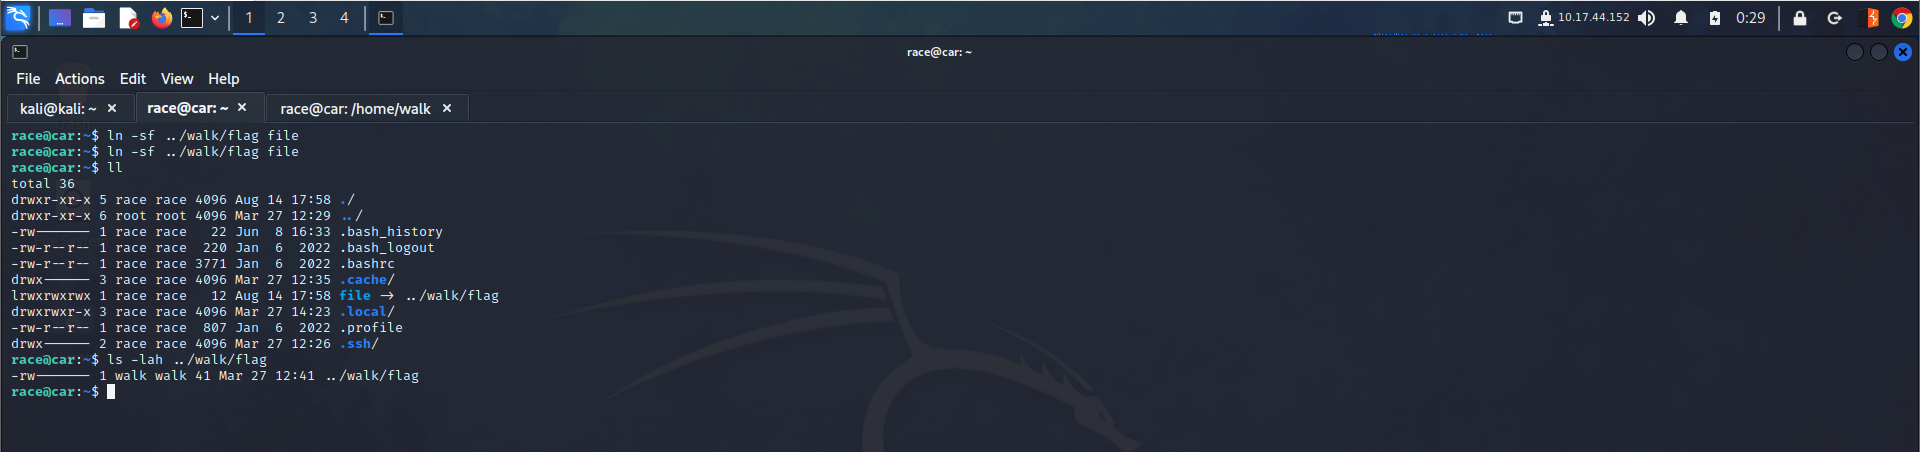 1 2 3 4 10.17.44.152 0:29
race@car: ~
File Actions Edit View Help
kali@kali: ~ × race@car: ~ × race@car: /home/walk ×
race@car:~$ ln -sf ../walk/flag file
race@car:~$ ln -sf ../walk/flag file
race@car:~$ ll
total 36
drwxr-xr-x 5 race race 4096 Aug 14 17:58 ./
drwxr-xr-x 6 root root 4096 Mar 27 12:29 ../
-rw------- 1 race race   22 Jun  8 16:33 .bash_history
-rw-r--r-- 1 race race  220 Jan  6  2022 .bash_logout
-rw-r--r-- 1 race race 3771 Jan  6  2022 .bashrc
drwx------ 3 race race 4096 Mar 27 12:35 .cache/
lrwxrwxrwx 1 race race   12 Aug 14 17:58 file -> ../walk/flag
drwxrwxr-x 3 race race 4096 Mar 27 14:23 .local/
-rw-r--r-- 1 race race  807 Jan  6  2022 .profile
drwx------ 2 race race 4096 Mar 27 12:26 .ssh/
race@car:~$ ls -lah ../walk/flag
-rw------- 1 walk walk 41 Mar 27 12:41 ../walk/flag
race@car:~$